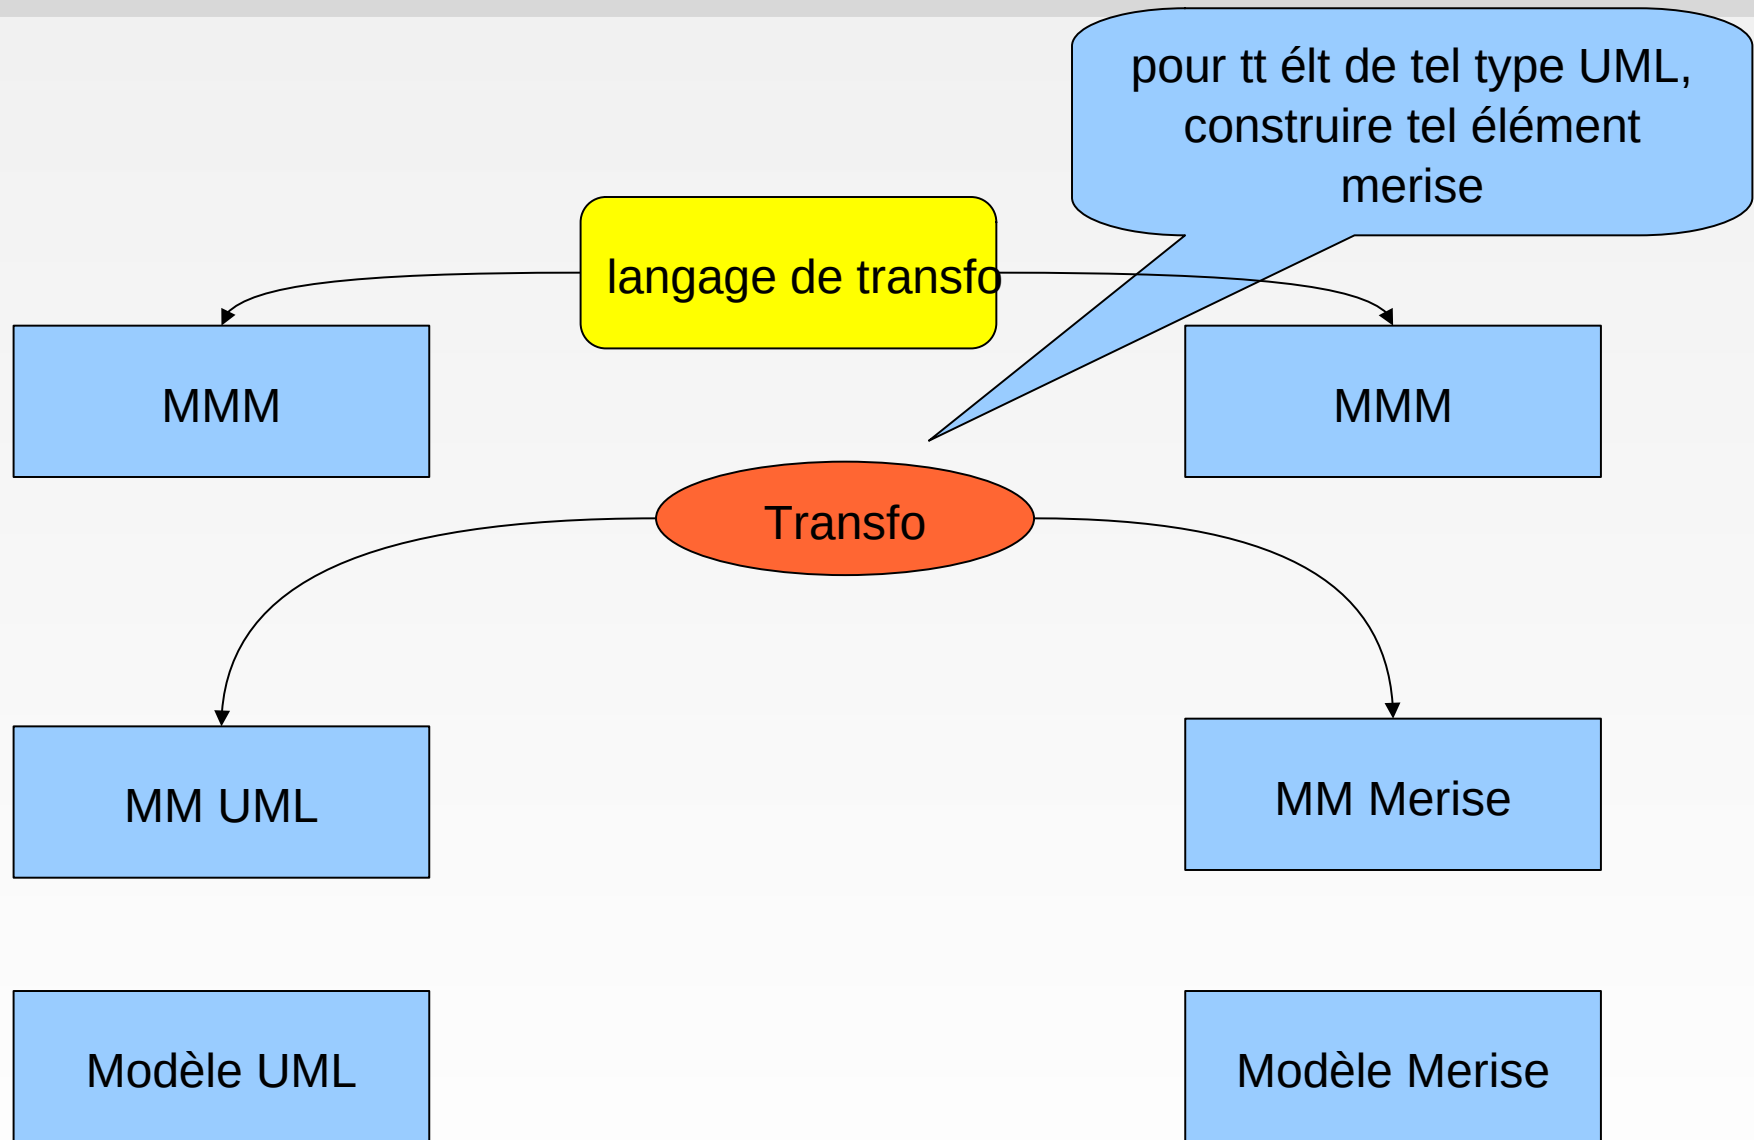 pour tt élt de tel type UML,
construire tel élément
merise
langage de transfo
MMM
MMM
Transfo
MM UML
MM Merise
Modèle UML
Modèle Merise